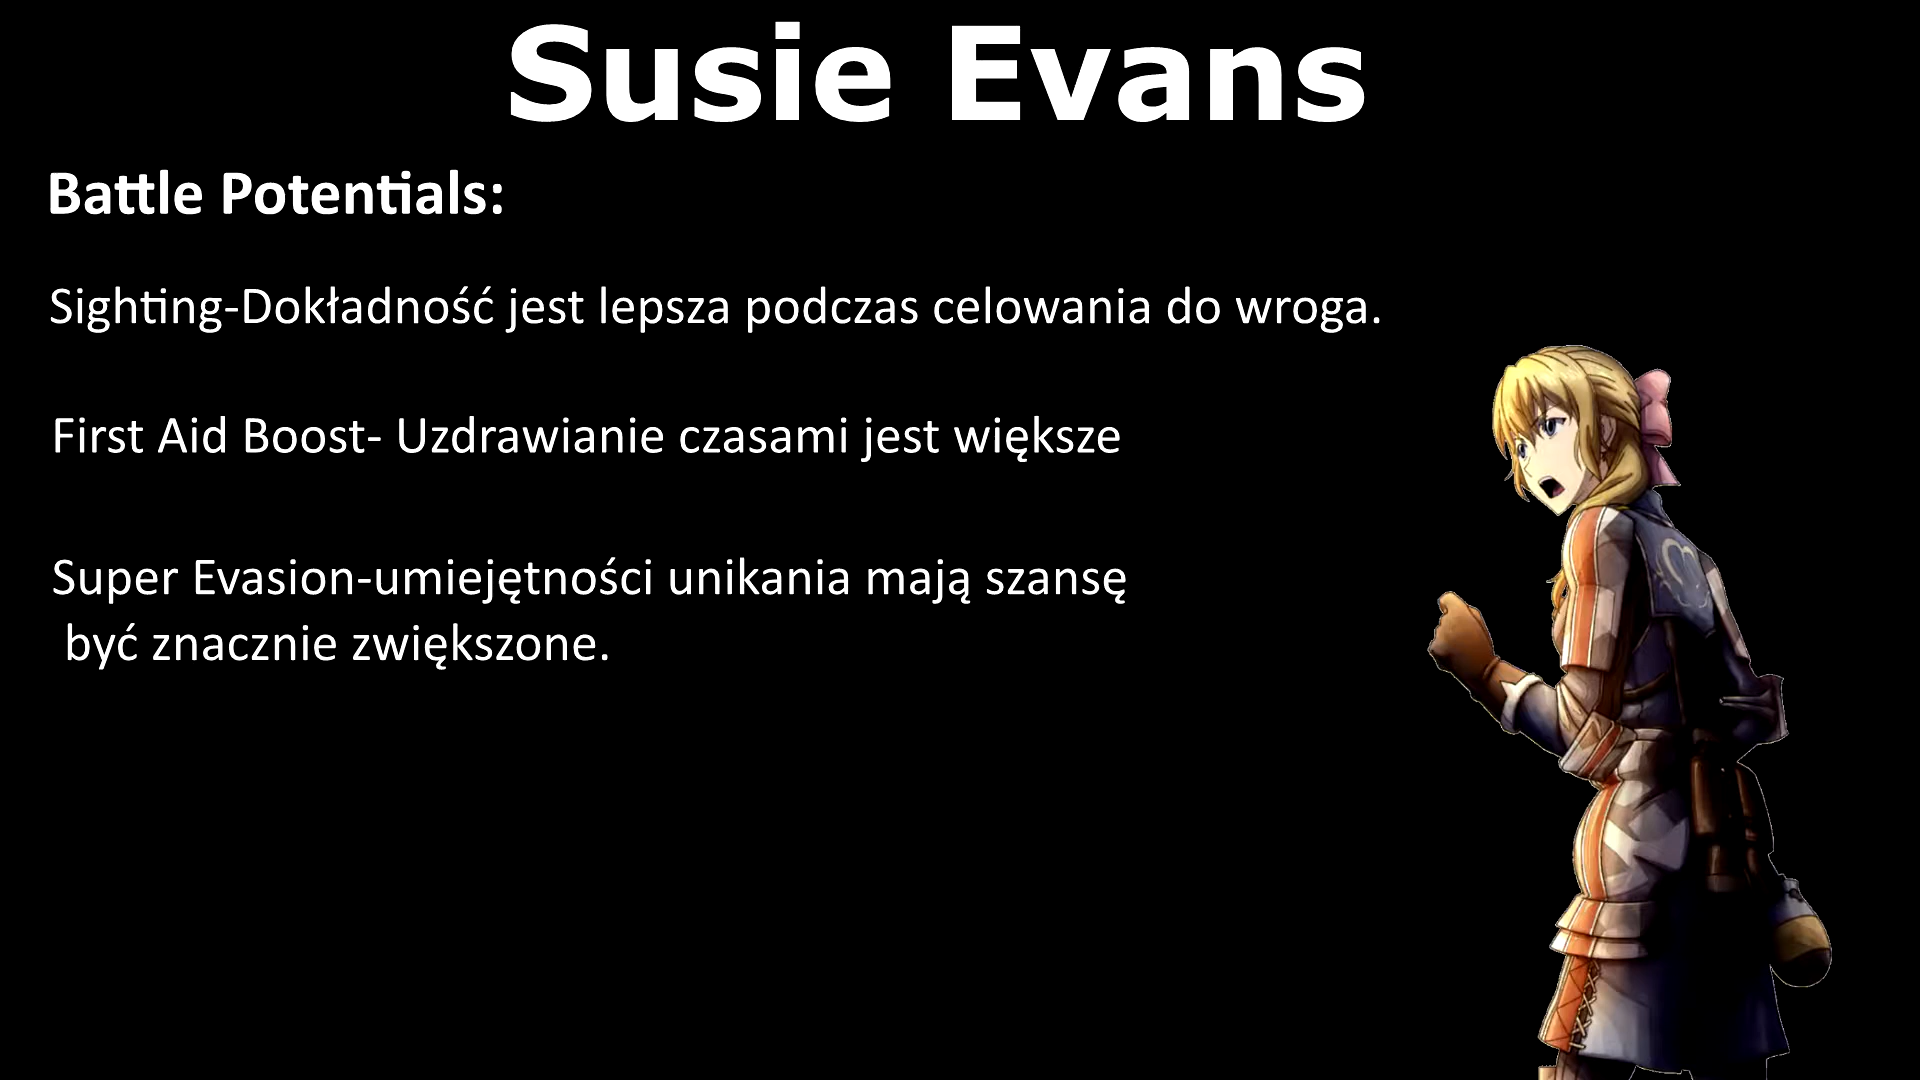 Susie Evans
Battle Potentials:
Sighting-Dokładność jest lepsza podczas celowania do wroga.
First Aid Boost- Uzdrawianie czasami jest większe
Super Evasion-umiejętności unikania mają szansę
być znacznie zwiększone.